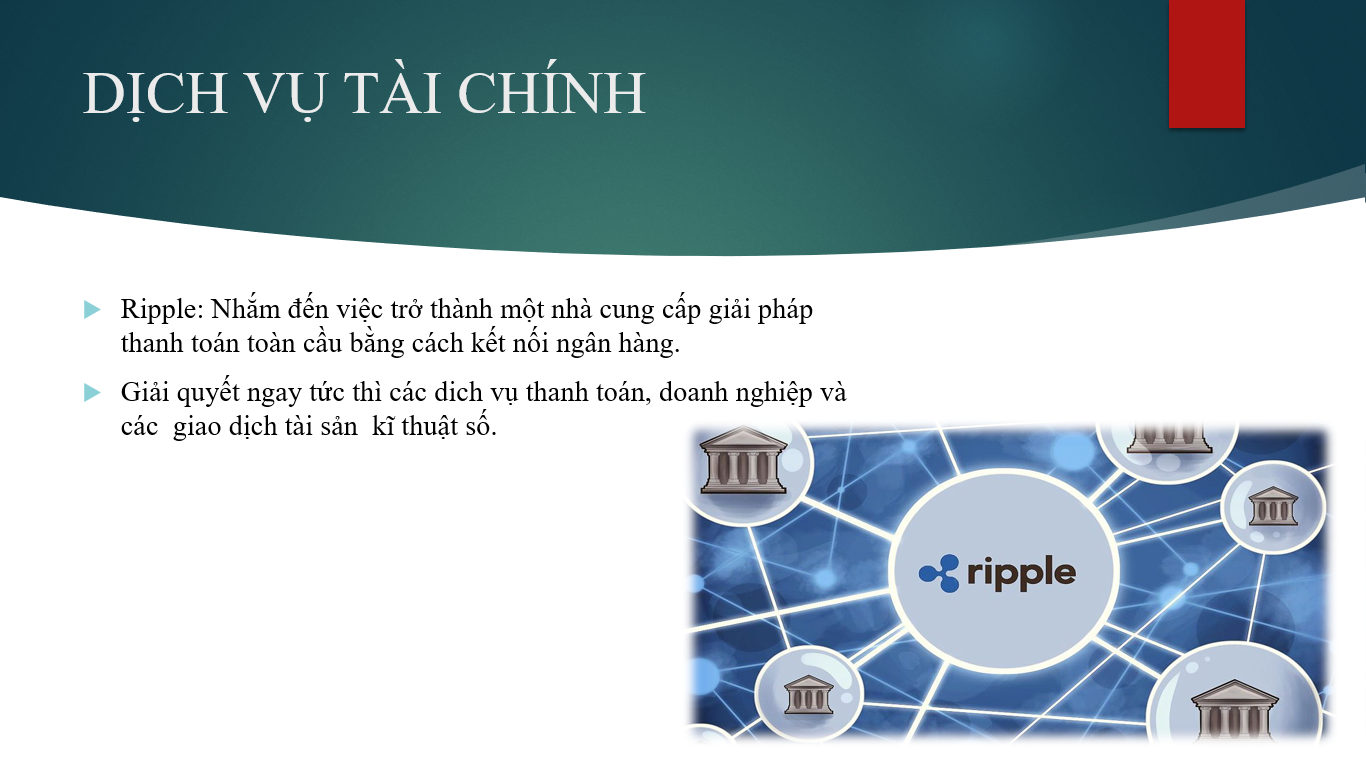 DỊCH VỤ TÀI CHÍNH
Ripple: Nhắm đến việc trở thành một nhà cung cấp giải pháp
thanh toán toàn cầu bằng cách kết nối ngân hàng.
Giải quyết ngay tức thì các dich vụ thanh toán, doanh nghiệp và
các  giao dịch tài sản  kĩ thuật số.
ripple